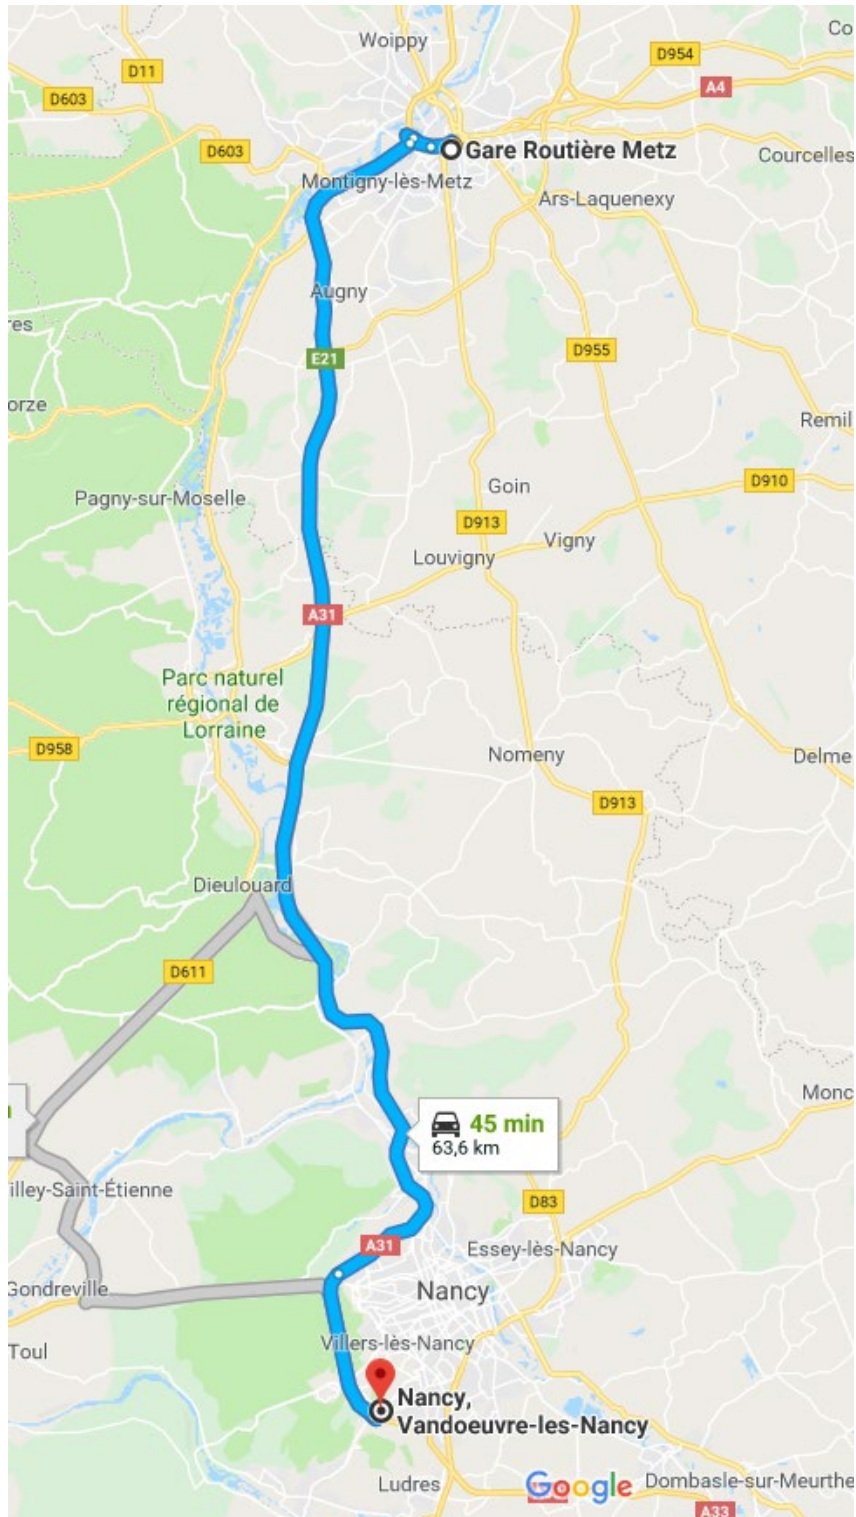 Woippy
Co
D954
D11
A4
D603
D603
Gare Routière Metz
Courcelles
Montigny-lès-Metz
Ars-Laquenexy
Augny
res
E21
D955
orze
Remil
D910
Pagny-sur-Moselle
Goin
D913
Vigny
Louvigny
A31
Parc naturel
régional de
Lorraine
D958
Nomeny
Delme
D913
Dieulouard
D611
Monc
45 min
63,6 km
illey-Saint-Étienne
D83
A31
Essey-lès-Nancy
Gondreville
Nancy
Toul
Villers-lès-Nancy
Nancy,
Vandoeuvre-les-Nancy
Ludres
Google
Dombasle-sur-Meurthe
A33